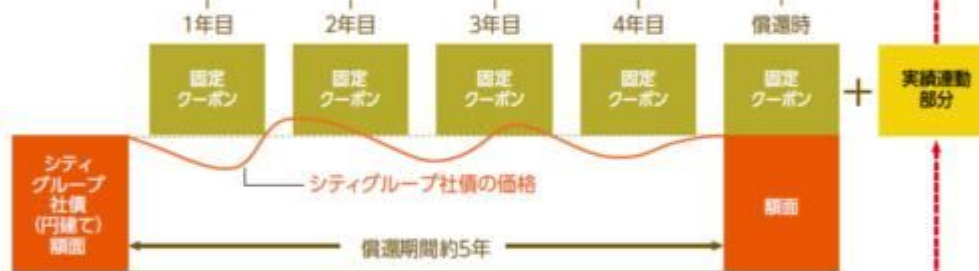 1年目
2年目
3年目
4年目
償還時
固定
クーポン
固定
クーポン
固定
クーポン
固定
クーポン
固定
クーポン
+
実績連動
部分
シティ
グループ
社債
(円建て)
額面
シティグループ社債の価格
額面
償還期間約5年